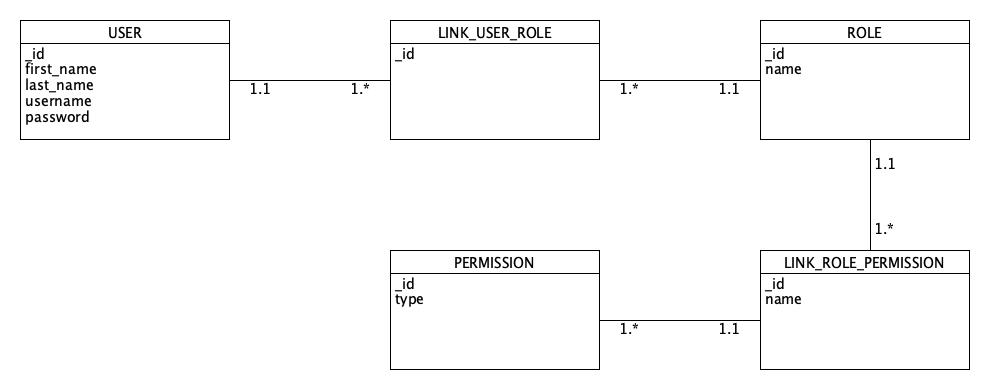 USER
_id
first_name
last_name
username
password
1.1
1.*
LINK_USER_ROLE
_id
1.*
1.1
ROLE
_id
name
1.1
1.*
PERMISSION
_id
type
1.*
1.1
LINK_ROLE_PERMISSION
_id
name